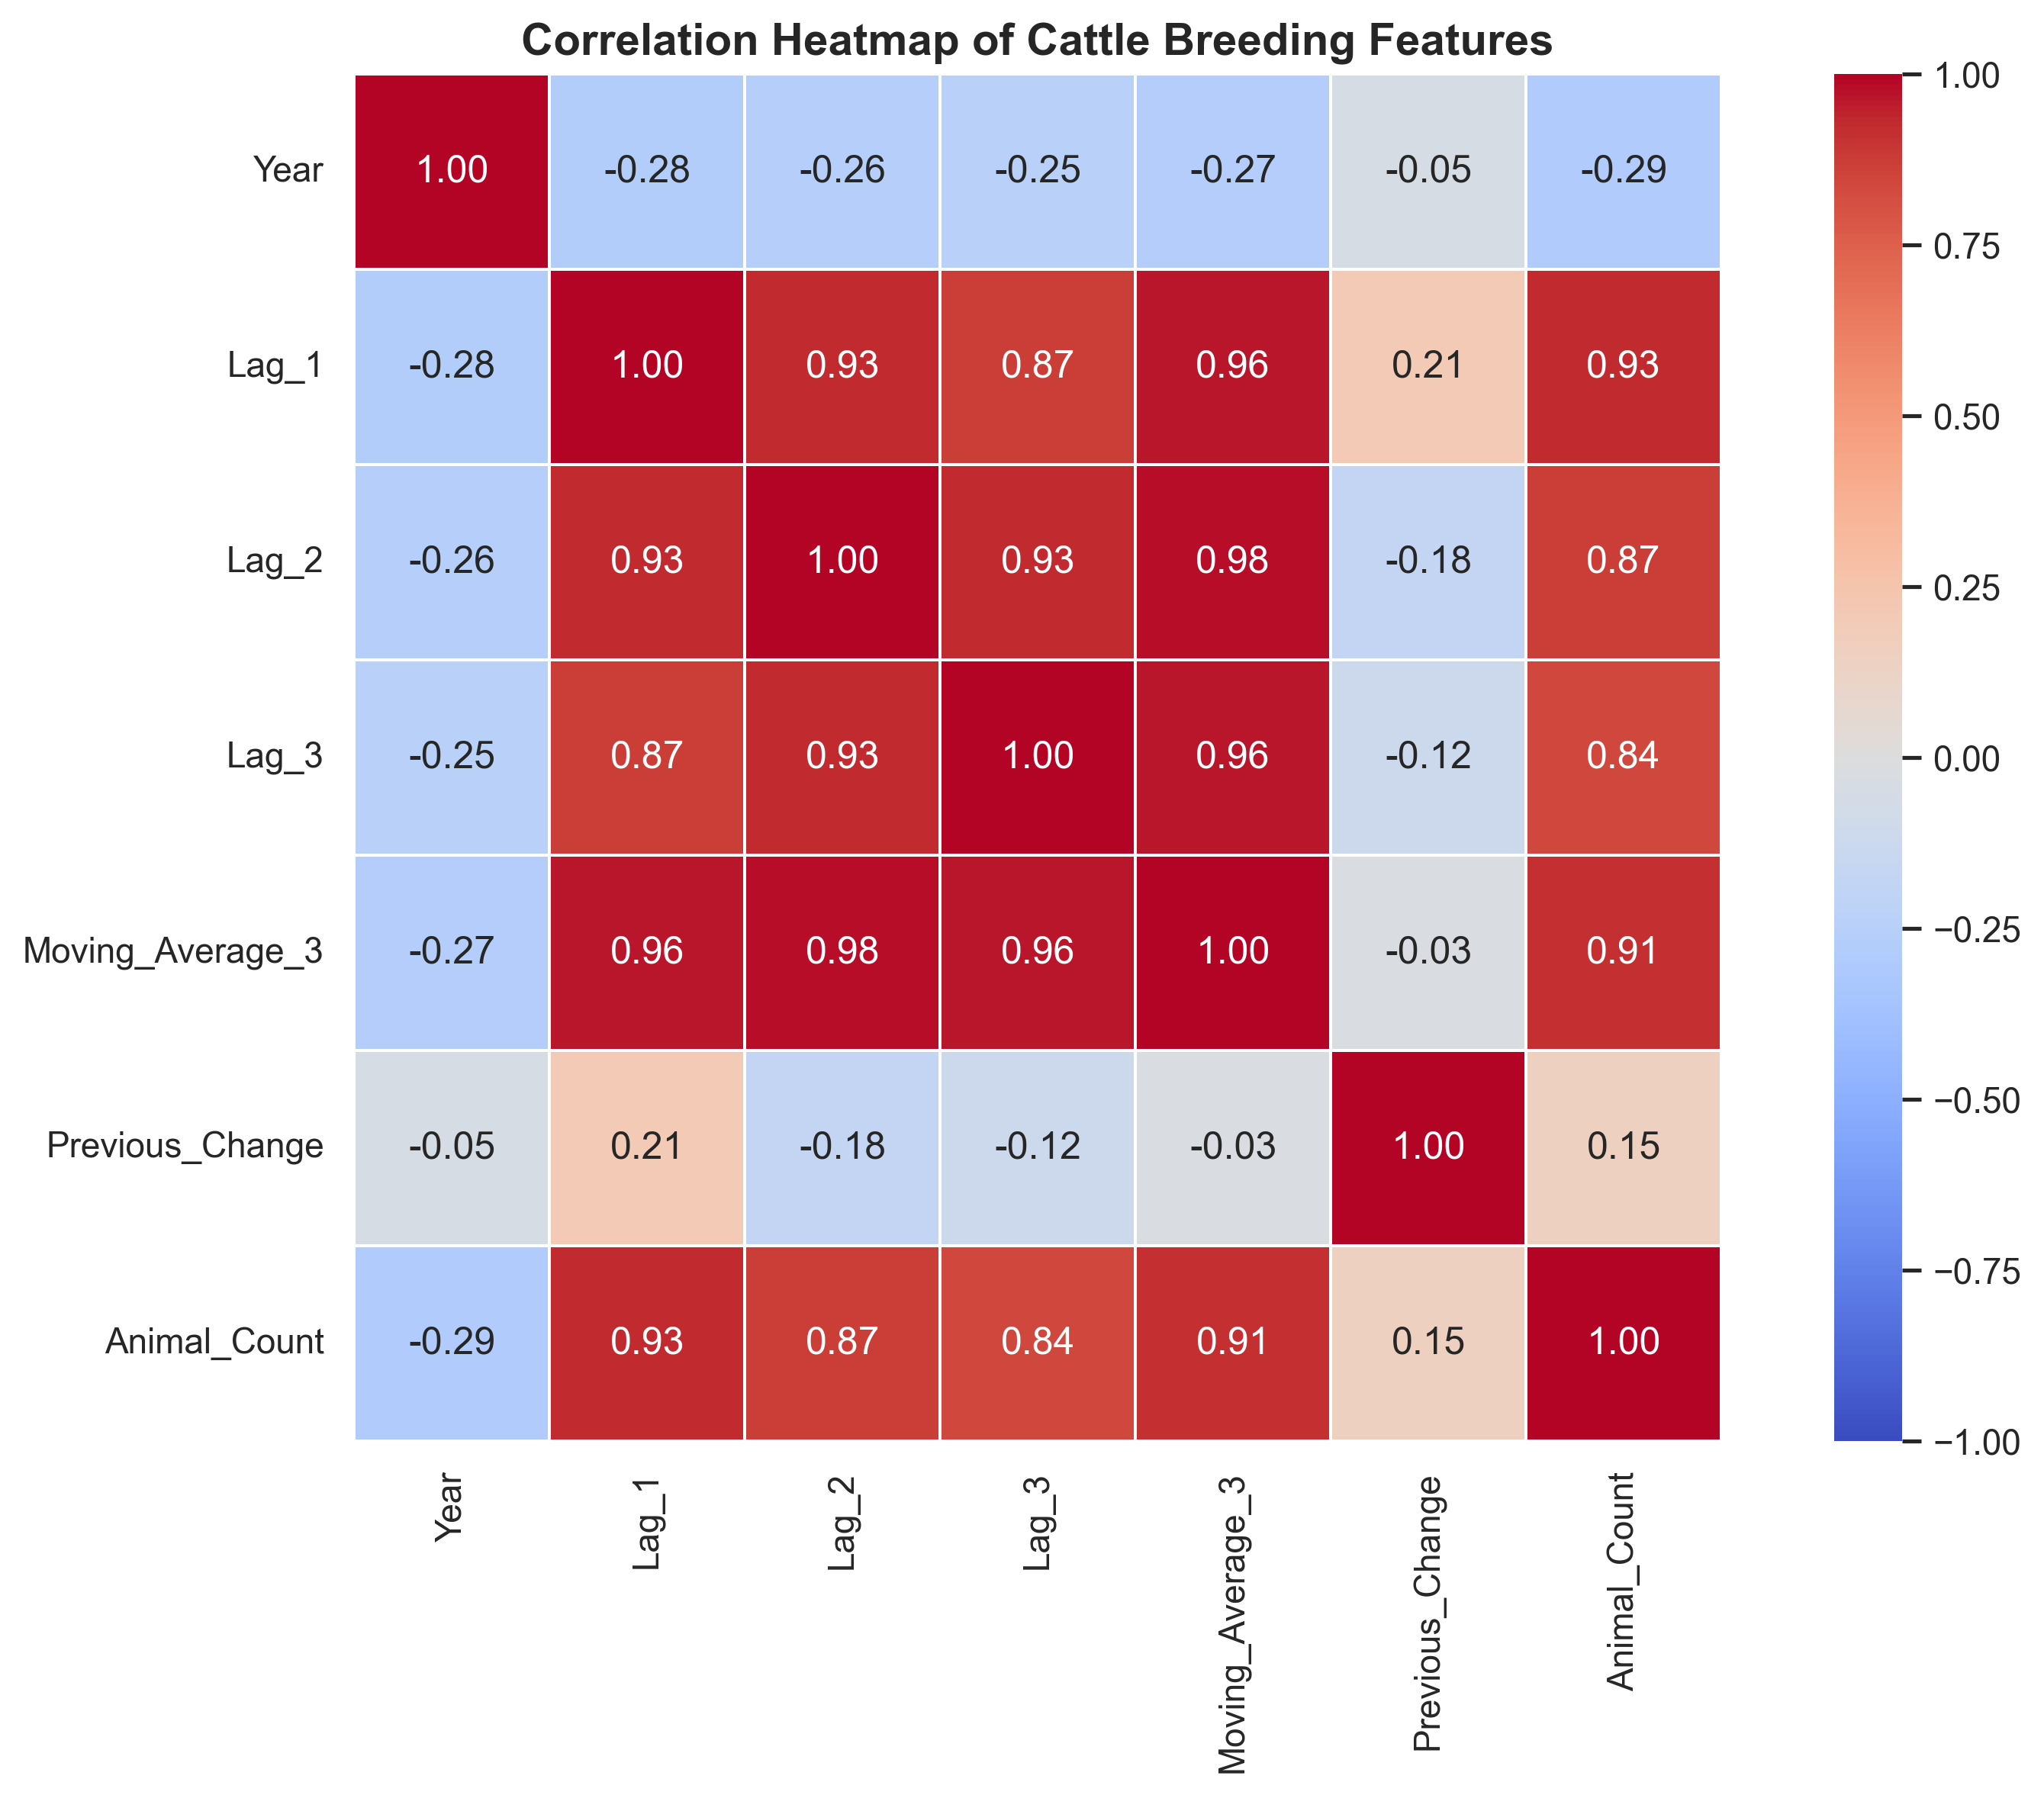 Correlation Heatmap of Cattle Breeding Features
Year 1.00 -0.28 -0.26 -0.25 -0.27 -0.05 -0.29
Lag_1 -0.28 1.00 0.93 0.87 0.96 0.21 0.93
Lag_2 -0.26 0.93 1.00 0.93 0.98 -0.18 0.87
Lag_3 -0.25 0.87 0.93 1.00 0.96 -0.12 0.84
Moving_Average_3 -0.27 0.96 0.98 0.96 1.00 -0.03 0.91
Previous_Change -0.05 0.21 -0.18 -0.12 -0.03 1.00 0.15
Animal_Count -0.29 0.93 0.87 0.84 0.91 0.15 1.00
Year
Lag_1
Lag_2
Lag_3
Moving_Average_3
Previous_Change
Animal_Count
1.00
0.75
0.50
0.25
0.00
−0.25
−0.50
−0.75
−1.00